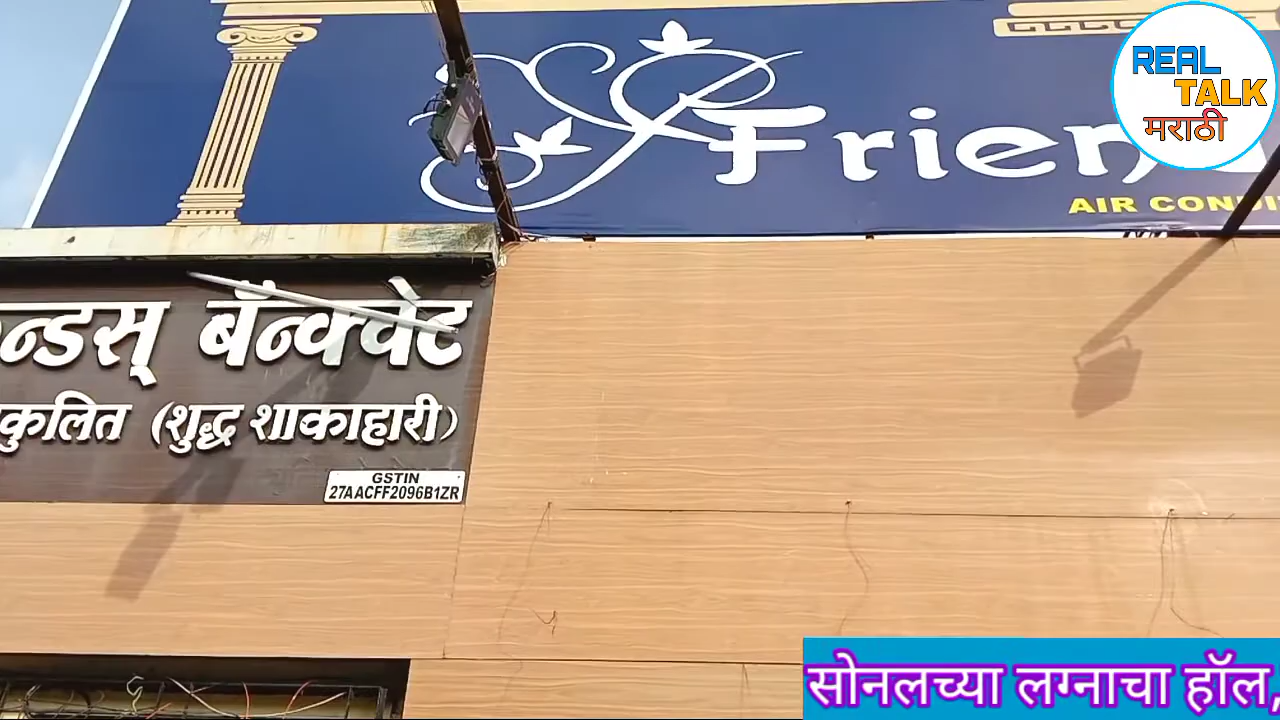 Frien
AIR CONDI
REAL
TALK
मराठी
न्डस् बॅन्क्वेट
कुलित (शुद्ध शाकाहारी)
GSTIN
27AACFF2096B1ZR
सोनलच्या लग्नाचा हॉल,